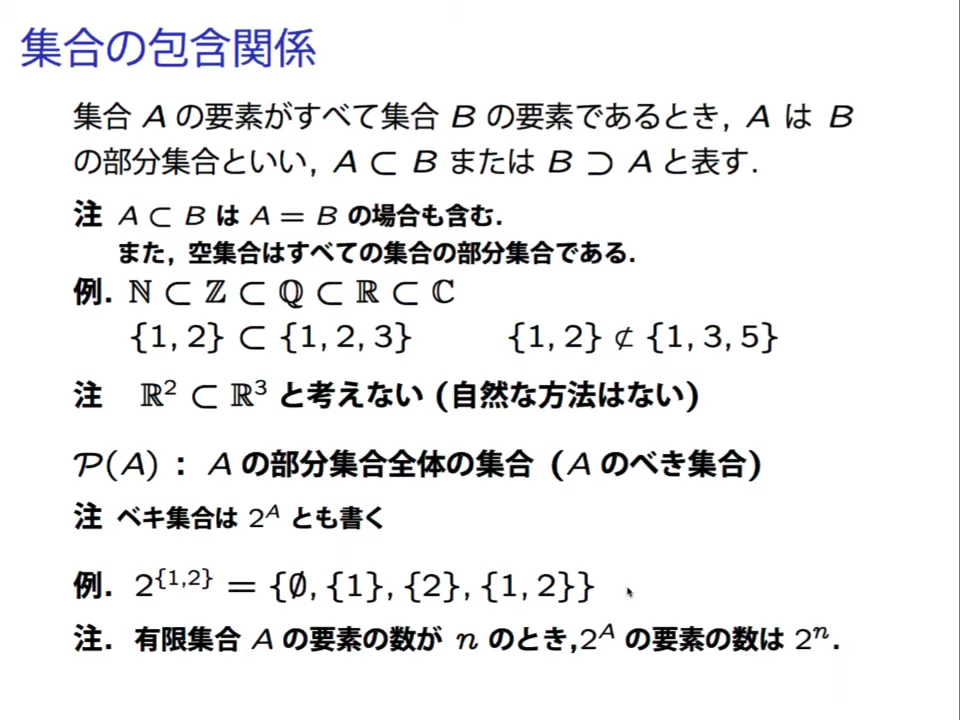 集合の包含関係
集合 A の要素がすべて集合 B の要素であるとき, A は B
の部分集合といい, A ⊂ B または B ⊃ A と表す.
注 A ⊂ B は A = B の場合も含む.
また, 空集合はすべての集合の部分集合である.
例. ℕ ⊂ ℤ ⊂ ℚ ⊂ ℝ ⊂ ℂ
{1, 2} ⊂ {1, 2, 3} {1, 2} ⊄ {1, 3, 5}
注 ℝ² ⊂ ℝ³ と考えない (自然な方法はない)
𝒫(A) : A の部分集合全体の集合 (A のべき集合)
注 ベキ集合は 2^A とも書く
例. 2^{1,2} = {∅, {1}, {2}, {1, 2}}
注. 有限集合 A の要素の数が n のとき,2^A の要素の数は 2^n.